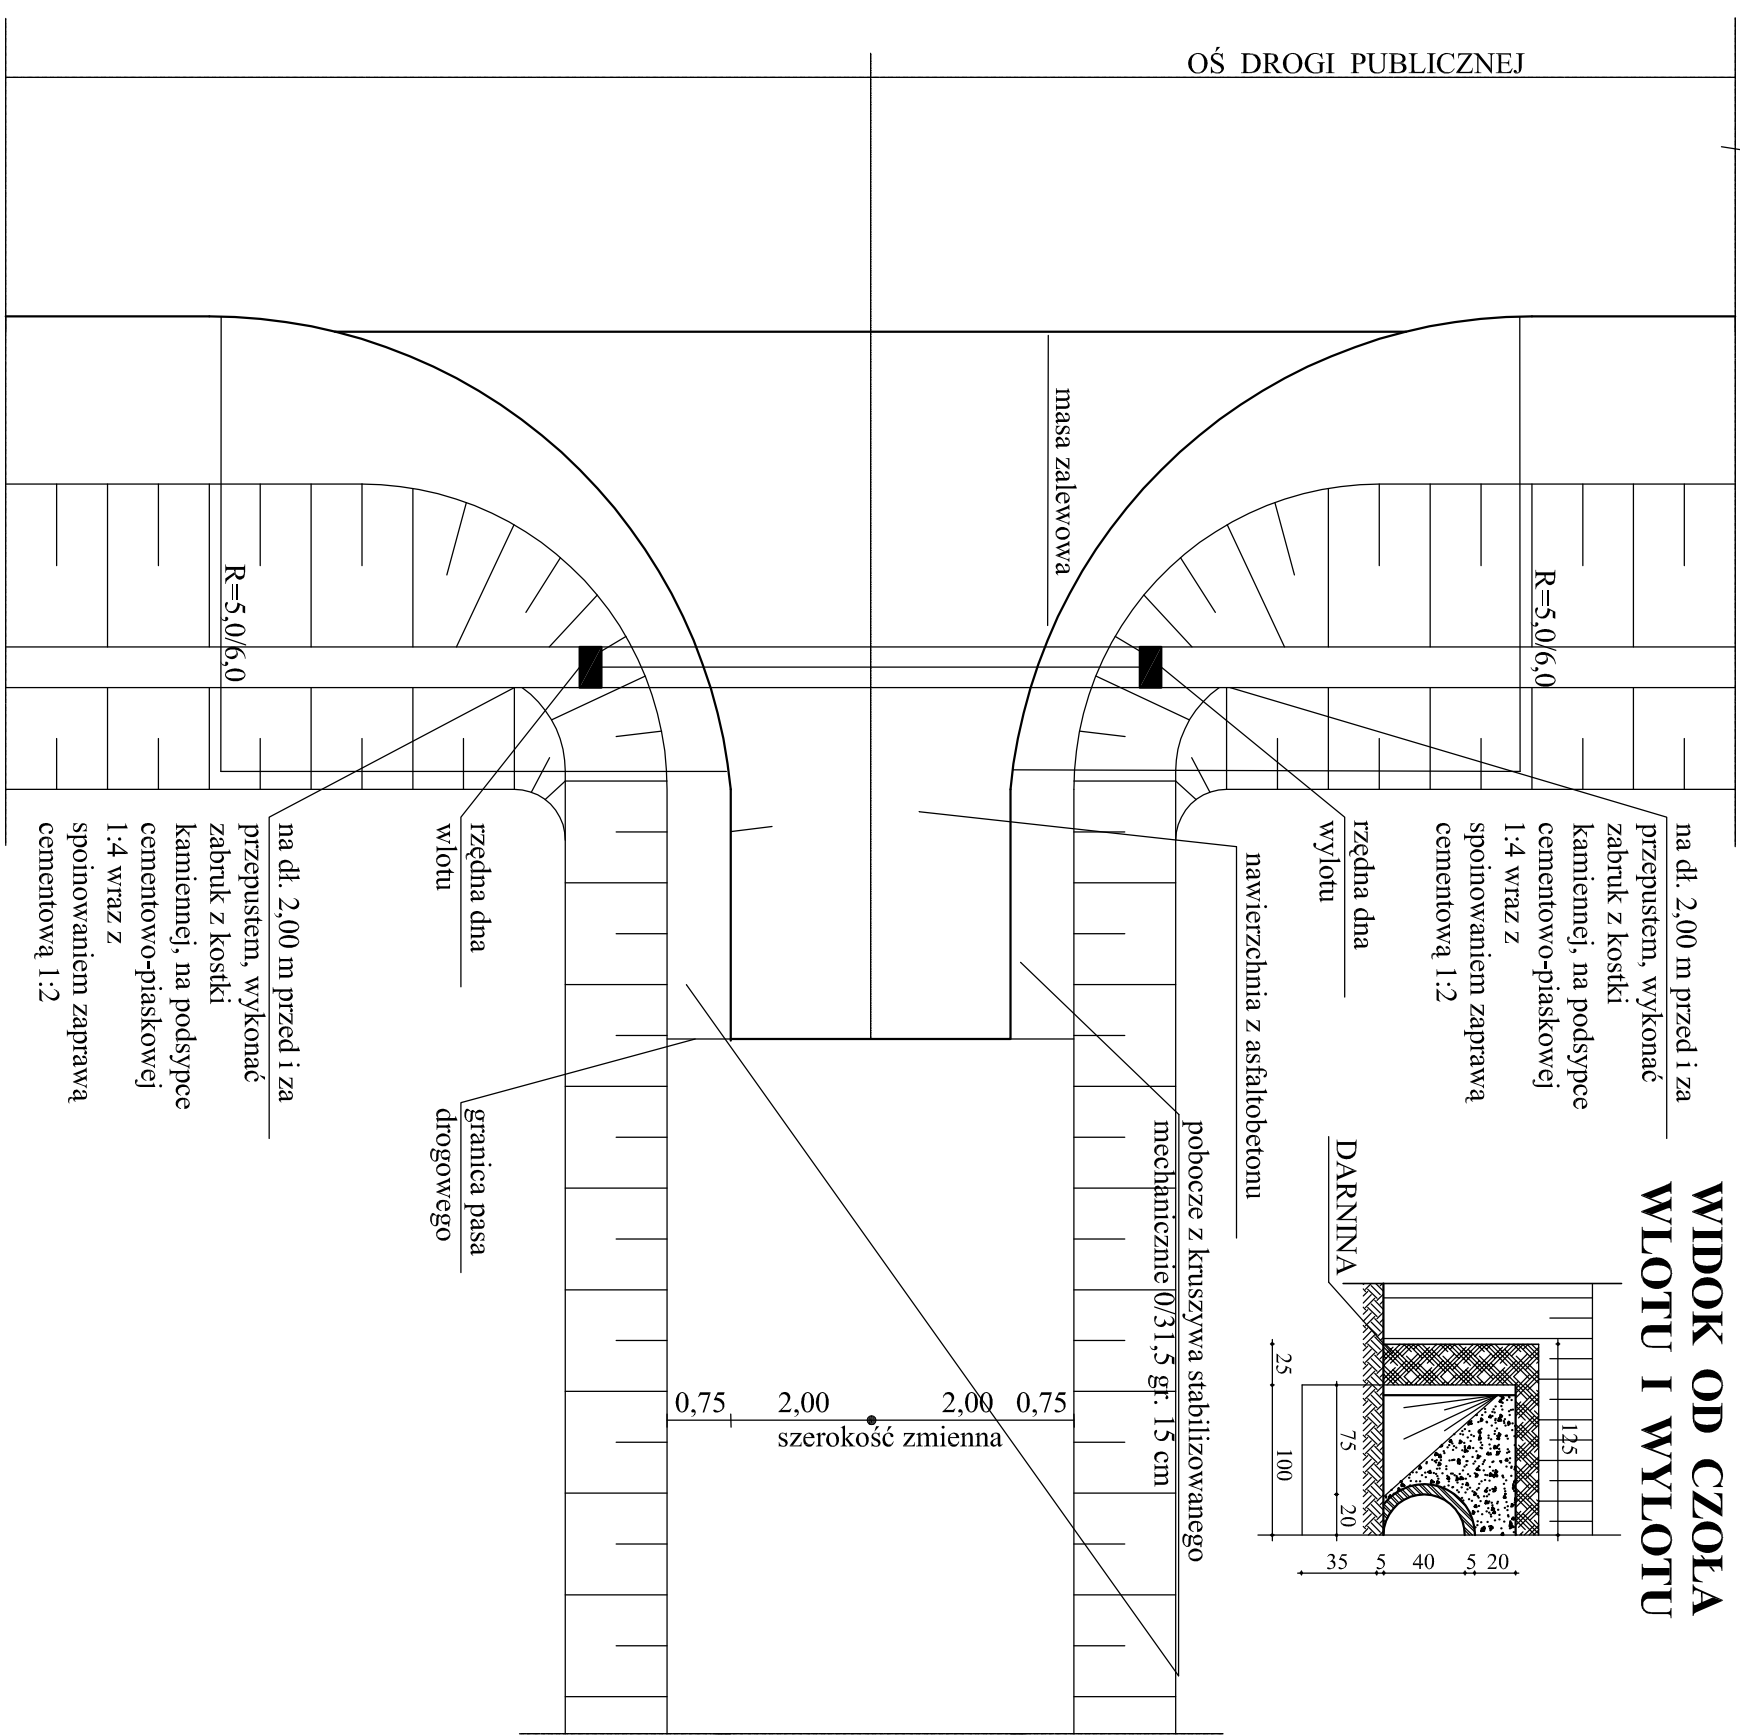 OŚ DROGI PUBLICZNEJ
masa zalewowa
R=5,0/6,0
R=5,0/6,0
na dł. 2,00 m przed i za
przepustem, wykonać
zabruk z kostki
kamiennej, na podsypce
cementowo-piaskowej
1:4 wraz z
spoinowaniem zaprawą
cementową 1:2
rzędna dna
wylotu
nawierzchnia z asfaltobetonu
pobocze z kruszywa stabilizowanego
mechanicznie 0/31,5 gr. 15 cm
rzędna dna
wlotu
na dł. 2,00 m przed i za
przepustem, wykonać
zabruk z kostki
kamiennej, na podsypce
cementowo-piaskowej
1:4 wraz z
spoinowaniem zaprawą
cementową 1:2
granica pasa
drogowego
0,75 2,00 2,00 0,75
szerokość zmienna
WIDOK OD CZOŁA
WLOTU I WYLOTU
DARNINA
125
25
100
75
20
35 5 40 5 20